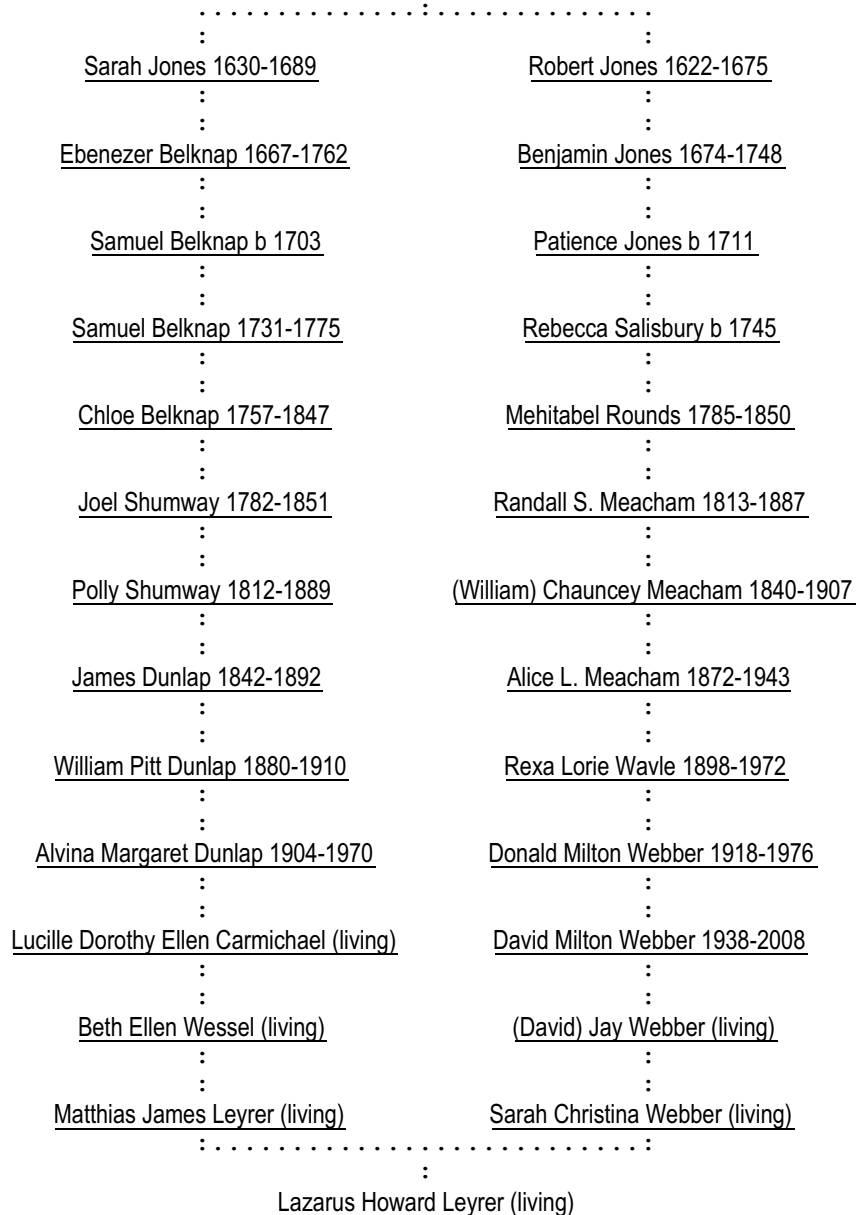 Sarah Jones 1630-1689 Robert Jones 1622-1675
Ebenezer Belknap 1667-1762 Benjamin Jones 1674-1748
Samuel Belknap b 1703 Patience Jones b 1711
Samuel Belknap 1731-1775 Rebecca Salisbury b 1745
Chloe Belknap 1757-1847 Mehitabel Rounds 1785-1850
Joel Shumway 1782-1851 Randall S. Meacham 1813-1887
Polly Shumway 1812-1889 (William) Chauncey Meacham 1840-1907
James Dunlap 1842-1892 Alice L. Meacham 1872-1943
William Pitt Dunlap 1880-1910 Rexa Lorie Wavle 1898-1972
Alvina Margaret Dunlap 1904-1970 Donald Milton Webber 1918-1976
Lucille Dorothy Ellen Carmichael (living) David Milton Webber 1938-2008
Beth Ellen Wessel (living) (David) Jay Webber (living)
Matthias James Leyrer (living) Sarah Christina Webber (living)
Lazarus Howard Leyrer (living)